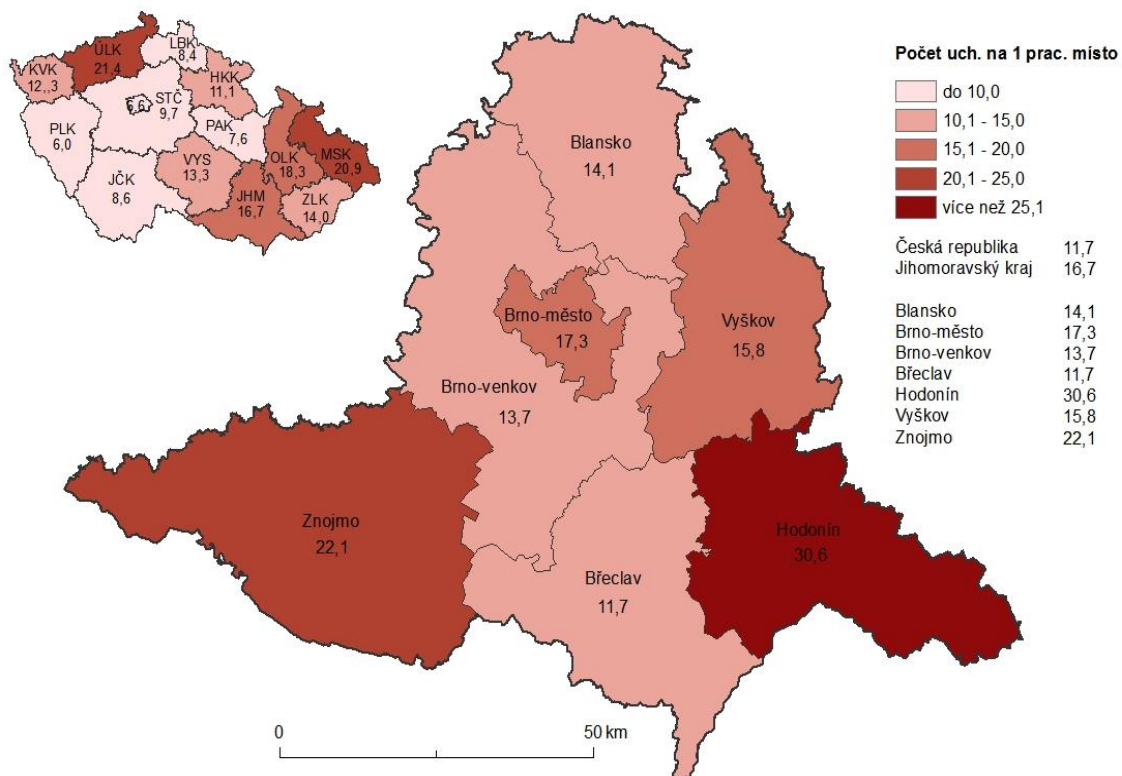 ÚLK
21,4
LBK
8,4
KVK
12,,3
HKK
11,1
6,6
STČ
9,7
PLK
6,0
PAK
7,6
VYS
13,3
OLK
18,3
MSK
20,9
JČK
8,6
JHM
16,7
ZLK
14,0
Blansko
14,1
Brno-město
17,3
Vyškov
15,8
Brno-venkov
13,7
Znojmo
22,1
Hodonín
30,6
Břeclav
11,7
0 50 km
Počet uch. na 1 prac. místo
do 10,0
10,1 - 15,0
15,1 - 20,0
20,1 - 25,0
více než 25,1
Česká republika 11,7
Jihomoravský kraj 16,7
Blansko 14,1
Brno-město 17,3
Brno-venkov 13,7
Břeclav 11,7
Hodonín 30,6
Vyškov 15,8
Znojmo 22,1